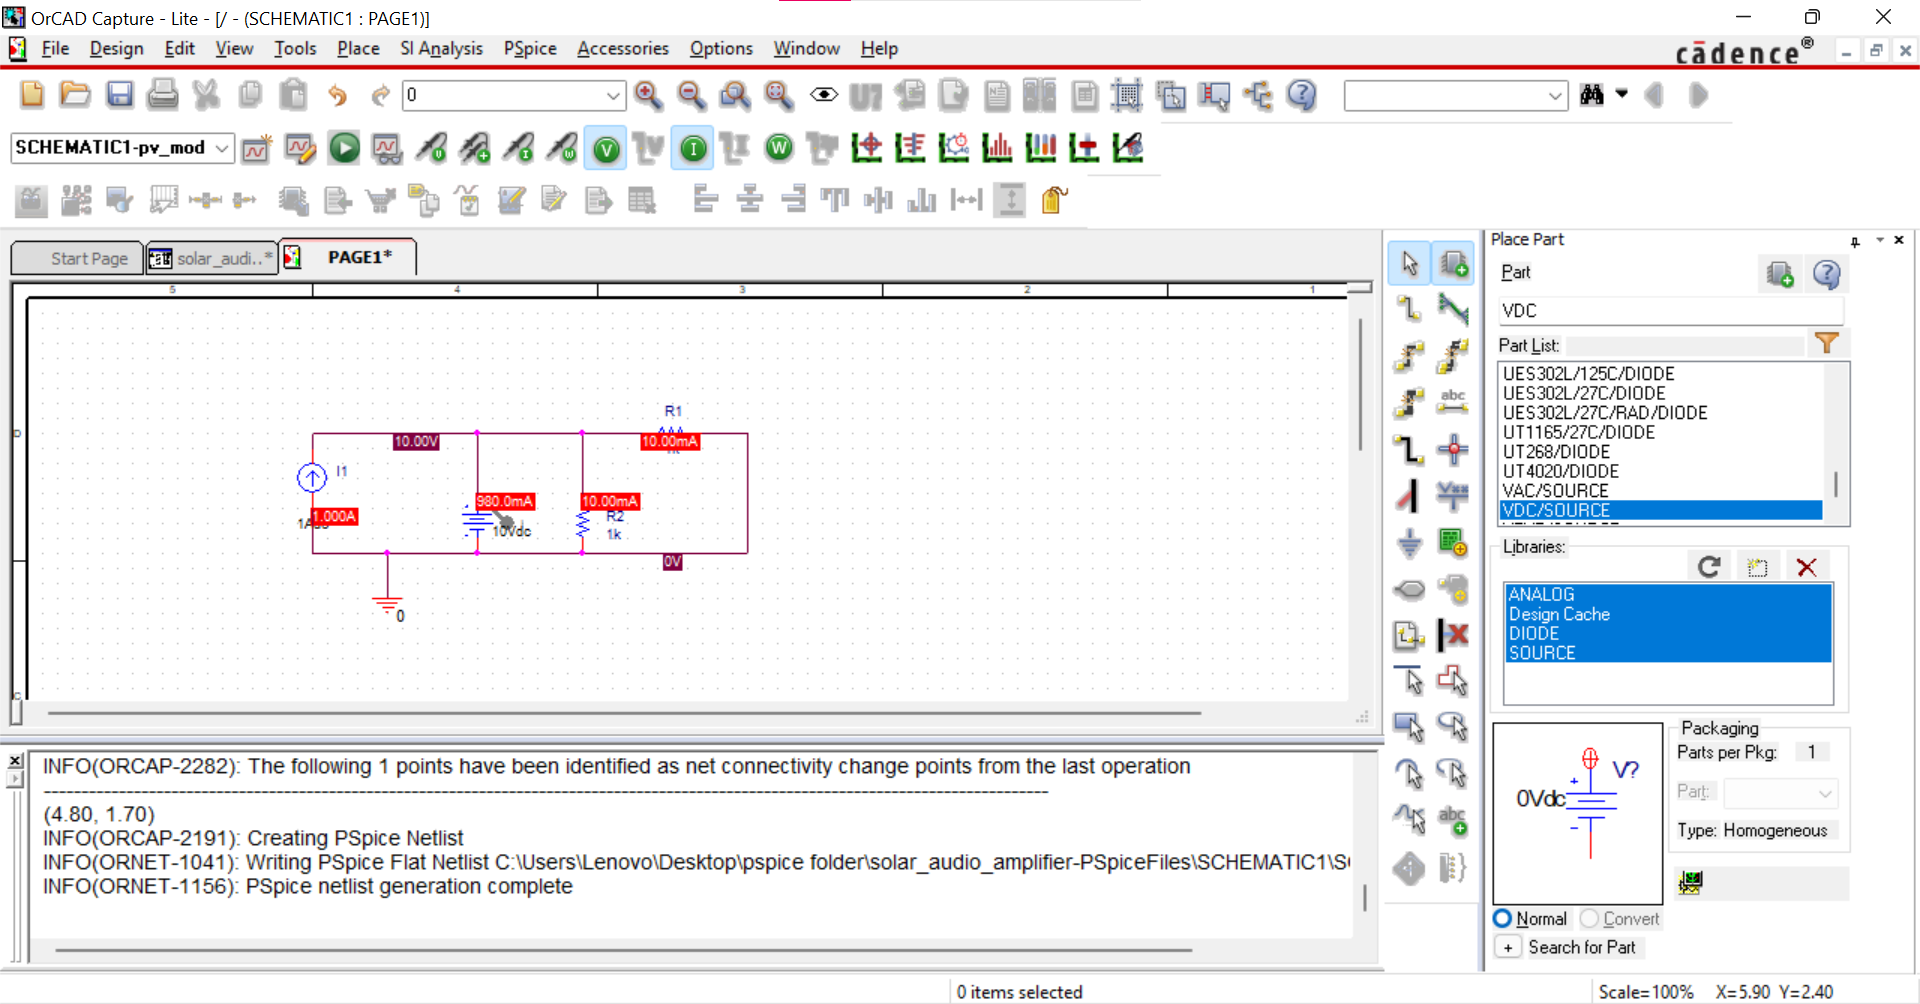 OrCAD Capture - Lite - [/ - (SCHEMATIC1 : PAGE1)]
File Design Edit View Tools Place SI Analysis PSpice Accessories Options Window Help
cādence®
0
SCHEMATIC1-pv_mod
Start Page
solar_audi..*
PAGE1*
5 4 3 2 1
D
C
R1
10.00V
10.00mA
I1
1.000A
980.0mA
10Vdc
10.00mA
R2
1k
0V
0
INFO(ORCAP-2282): The following 1 points have been identified as net connectivity change points from the last operation
(4.80, 1.70)
INFO(ORCAP-2191): Creating PSpice Netlist
INFO(ORNET-1041): Writing PSpice Flat Netlist C:\Users\Lenovo\Desktop\pspice folder\solar_audio_amplifier-PSpiceFiles\SCHEMATIC1\S
INFO(ORNET-1156): PSpice netlist generation complete
Place Part
Part
VDC
Part List:
UES302L/125C/DIODE
UES302L/27C/DIODE
UES302L/27C/RAD/DIODE
UT1165/27C/DIODE
UT268/DIODE
UT4020/DIODE
VAC/SOURCE
VDC/SOURCE
Libraries:
ANALOG
Design Cache
DIODE
SOURCE
V?
0Vdc
+
-
Packaging
Parts per Pkg: 1
Part:
Type: Homogeneous
Normal Convert
+ Search for Part
0 items selected
Scale=100% X=5.90 Y=2.40